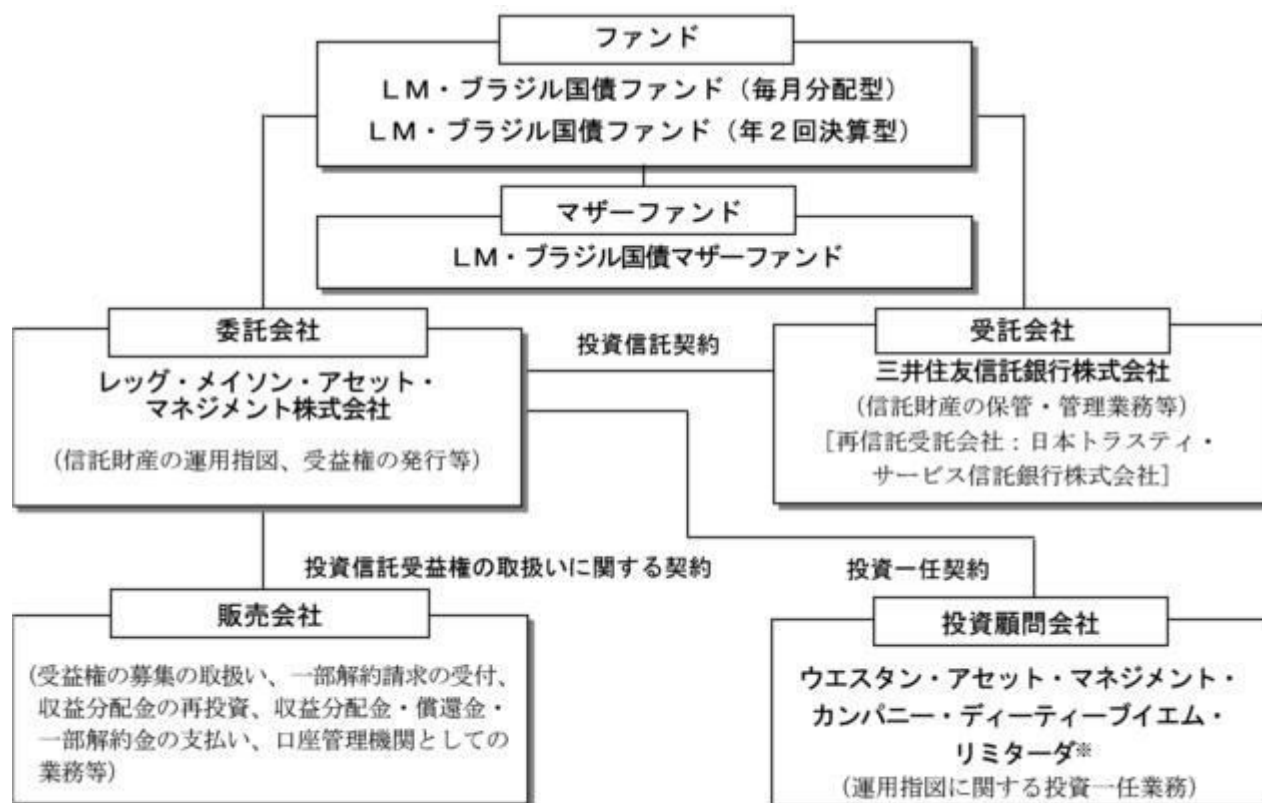 ファンド
LM・ブラジル国債ファンド（毎月分配型）
LM・ブラジル国債ファンド（年２回決算型）
マザーファンド
LM・ブラジル国債マザーファンド
委託会社
レッグ・メイソン・アセット・
マネジメント株式会社
（信託財産の運用指図、受益権の発行等）
投資信託契約
受託会社
三井住友信託銀行株式会社
（信託財産の保管・管理業務等）
［再信託受託会社：日本トラスティ・
サービス信託銀行株式会社］
投資信託受益権の取扱いに関する契約
投資一任契約
販売会社
（受益権の募集の取扱い、一部解約請求の受付、
収益分配金の再投資、収益分配金・償還金・
一部解約金の支払い、口座管理機関としての
業務等）
投資顧問会社
ウエスタン・アセット・マネジメント・
カンパニー・ディーティーブイエム・
リミターダ※
（運用指図に関する投資一任業務）